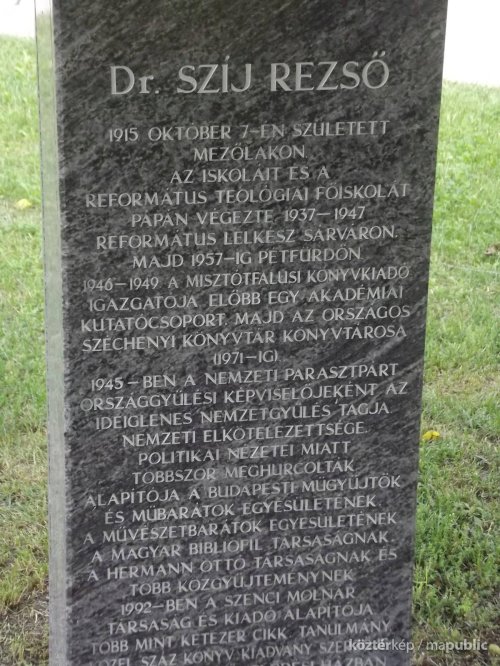 Dr. SZÍJ REZSŐ
1915 OKTÓBER 7-ÉN SZÜLETETT
MEZŐLAKON.
AZ ISKOLÁIT ÉS A
REFORMÁTUS TEOLÓGIAI FŐISKOLÁT
PÁPÁN VÉGEZTE. 1937-1947
REFORMÁTUS LELKÉSZ SÁRVÁRON,
MAJD 1957-IG PÉTFÜRDŐN.
1946-1949 A MISZTÓTFALUSI KÖNYVKIADÓ
IGAZGATÓJA, ELŐBB EGY AKADÉMIAI
KUTATÓCSOPORT, MAJD AZ ORSZÁGOS
SZÉCHENYI KÖNYVTÁR KÖNYVTÁROSA
(1971-IG)
1945-BEN A NEMZETI PARASZTPÁRT
ORSZÁGGYŰLÉSI KÉPVISELŐJEKÉNT AZ
IDEIGLENES NEMZETGYŰLÉS TAGJA.
NEMZETI ELKÖTELEZETTSÉGE,
POLITIKAI NÉZETEI MIATT
TÖBBSZÖR MEGHURCOLTÁK.
ALAPÍTÓJA A BUDAPESTI MŰGYŰJTŐK
ÉS MŰBARÁTOK EGYESÜLETÉNEK
A MŰVÉSZETBARÁTOK EGYESÜLETÉNEK
A MAGYAR BIBLIOFIL TÁRSASÁGNAK,
A HERMANN OTTÓ TÁRSASÁGNAK ÉS
TÖBB KÖZGYŰJTEMÉNYNEK.
1992-BEN A SZENCI MOLNÁR
TÁRSASÁG ÉS KIADÓ ALAPÍTÓJA
TÖBB MINT KÉTEZER CIKK, TANULMÁNY
KÖZEL SZÁZ KÖNYV, KIADVÁNY
köztérkép / mapublic